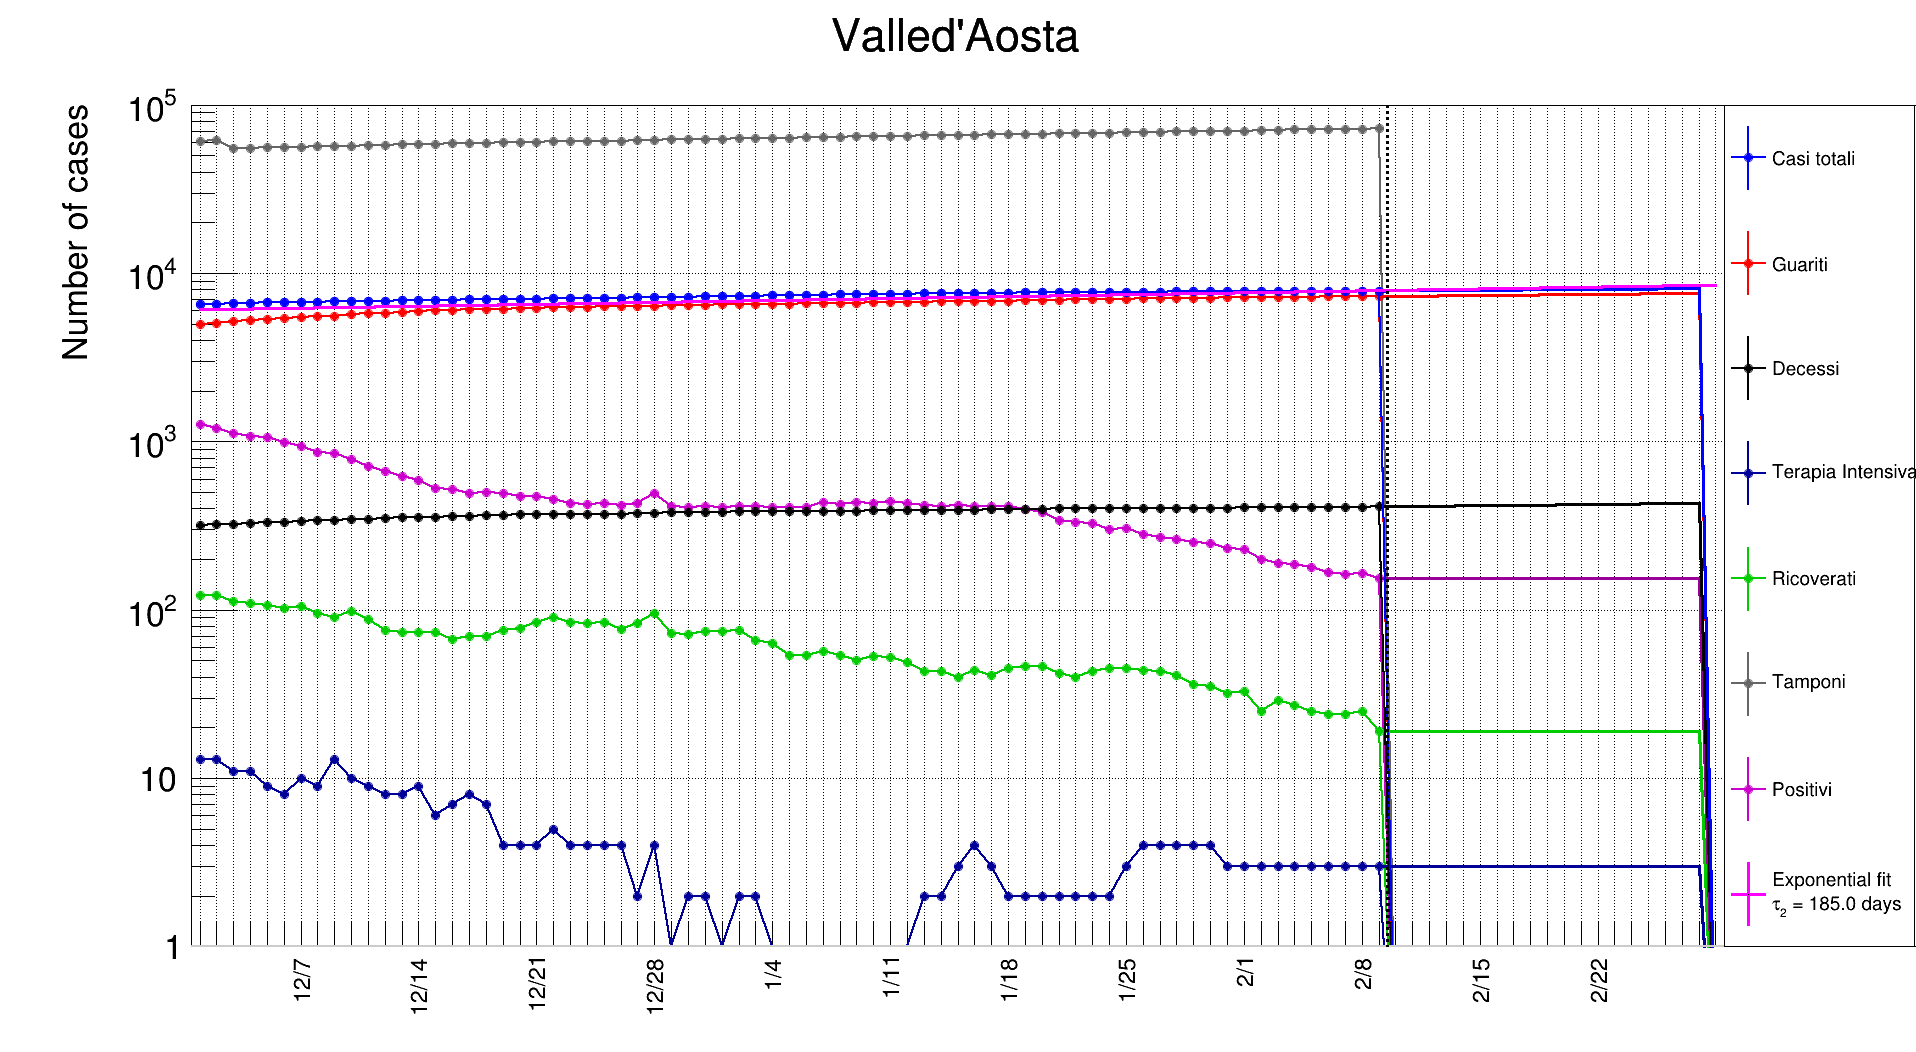 Valled'Aosta
Number of cases
10^5
10^4
10^3
10^2
10
1
12/7
12/14
12/21
12/28
1/4
1/11
1/18
1/25
2/1
2/8
2/15
2/22
Casi totali
Guariti
Decessi
Terapia Intensiva
Ricoverati
Tamponi
Positivi
Exponential fit
τ_2 = 185.0 days